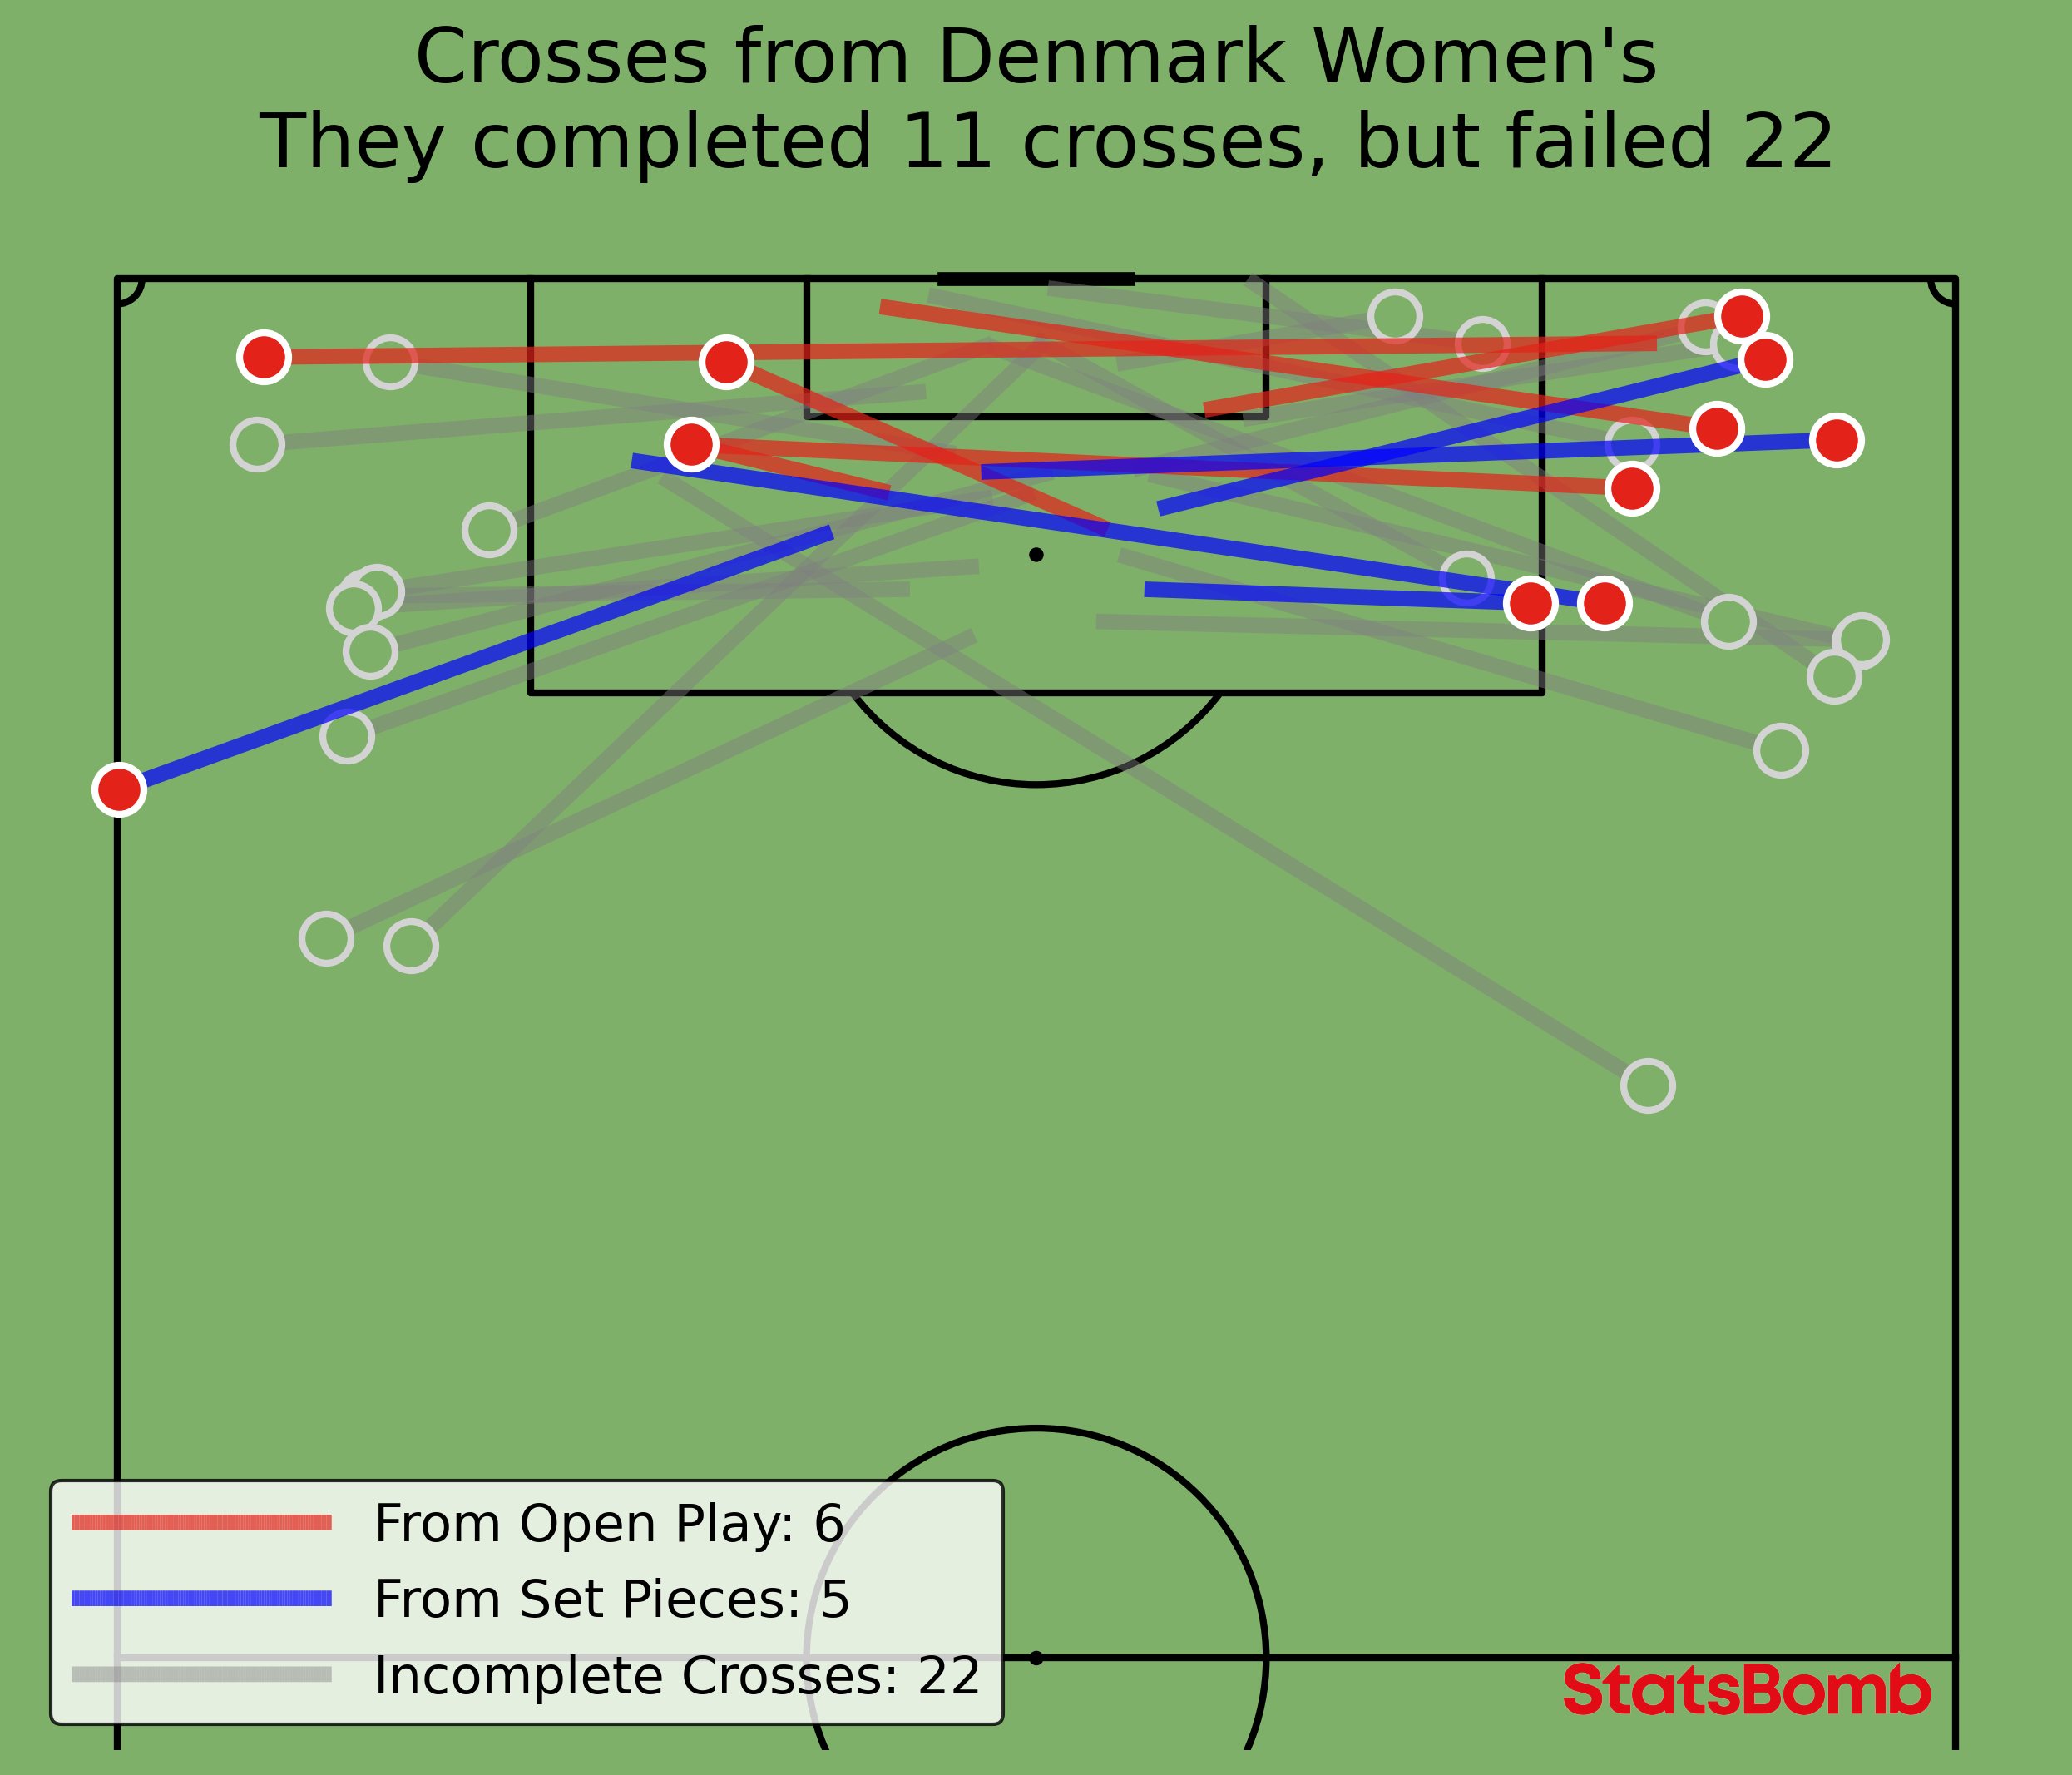 Crosses from Denmark Women's
They completed 11 crosses, but failed 22
From Open Play: 6
From Set Pieces: 5
Incomplete Crosses: 22
StatsBomb